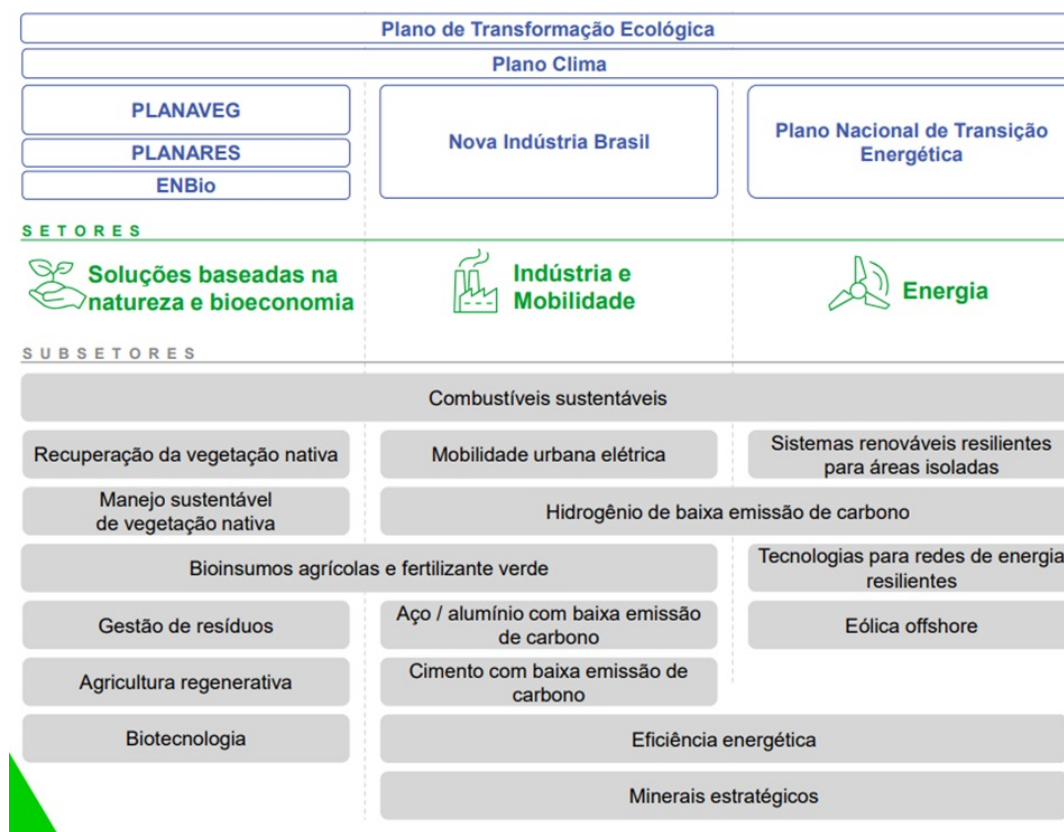 Plano de Transformação Ecológica
Plano Clima
PLANAVEG
PLANARES
ENBio
Nova Indústria Brasil
Plano Nacional de Transição
Energética
SETORES
Soluções baseadas na
natureza e bioeconomia
Indústria e
Mobilidade
Energia
SUBSETORES
Combustíveis sustentáveis
Recuperação da vegetação nativa
Mobilidade urbana elétrica
Sistemas renováveis resilientes
para áreas isoladas
Manejo sustentável
de vegetação nativa
Hidrogênio de baixa emissão de carbono
Bioinsumos agrícolas e fertilizante verde
Tecnologias para redes de energia
resilientes
Gestão de resíduos
Aço / alumínio com baixa emissão
de carbono
Eólica offshore
Agricultura regenerativa
Cimento com baixa emissão de
carbono
Biotecnologia
Eficiência energética
Minerais estratégicos